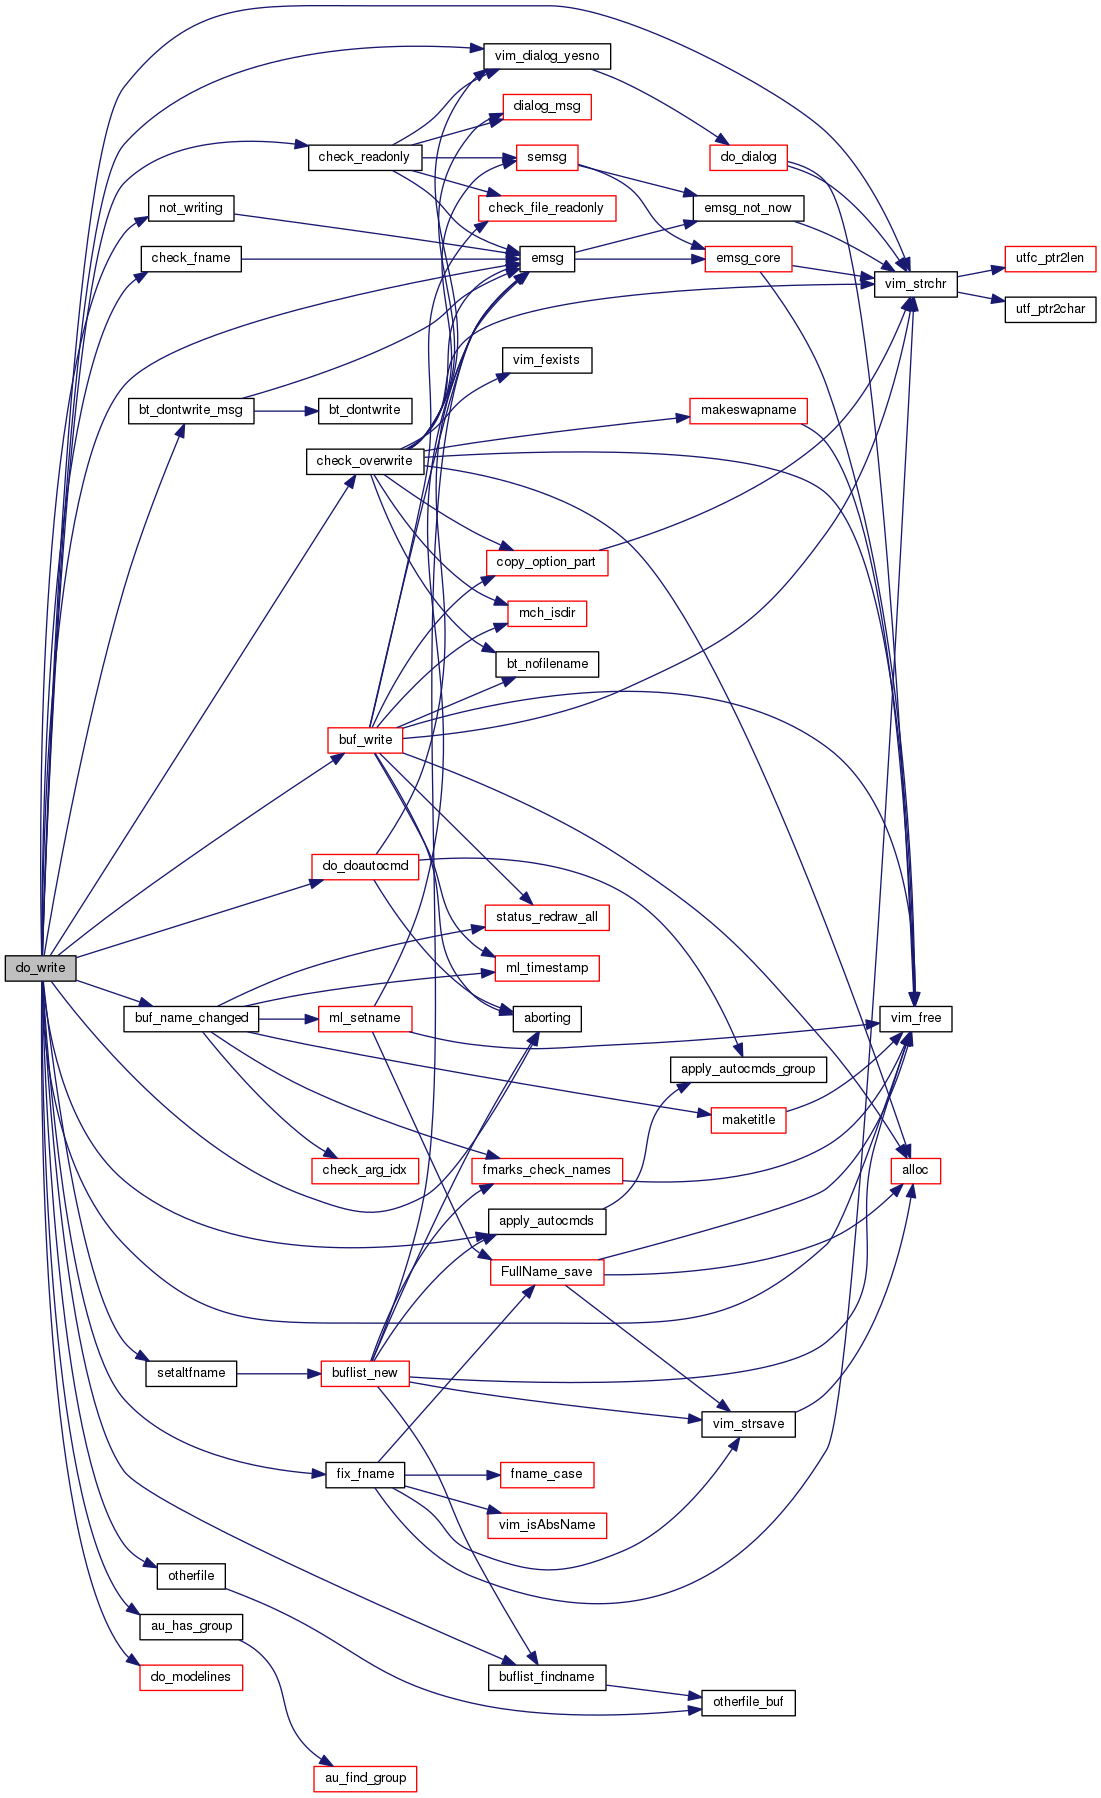 vim_dialog_yesno
dialog_msg
check_readonly
semsg
do_dialog
not_writing
check_file_readonly
emsg_not_now
check_fname
emsg
emsg_core
utfc_ptr2len
vim_strchr
utf_ptr2char
vim_fexists
bt_dontwrite_msg
bt_dontwrite
makeswapname
check_overwrite
copy_option_part
mch_isdir
bt_nofilename
buf_write
do_doautocmd
status_redraw_all
do_write
ml_timestamp
buf_name_changed
ml_setname
aborting
vim_free
apply_autocmds_group
maketitle
check_arg_idx
fmarks_check_names
alloc
apply_autocmds
FullName_save
setaltfname
buflist_new
vim_strsave
fix_fname
fname_case
vim_isAbsName
otherfile
au_has_group
do_modelines
buflist_findname
otherfile_buf
au_find_group